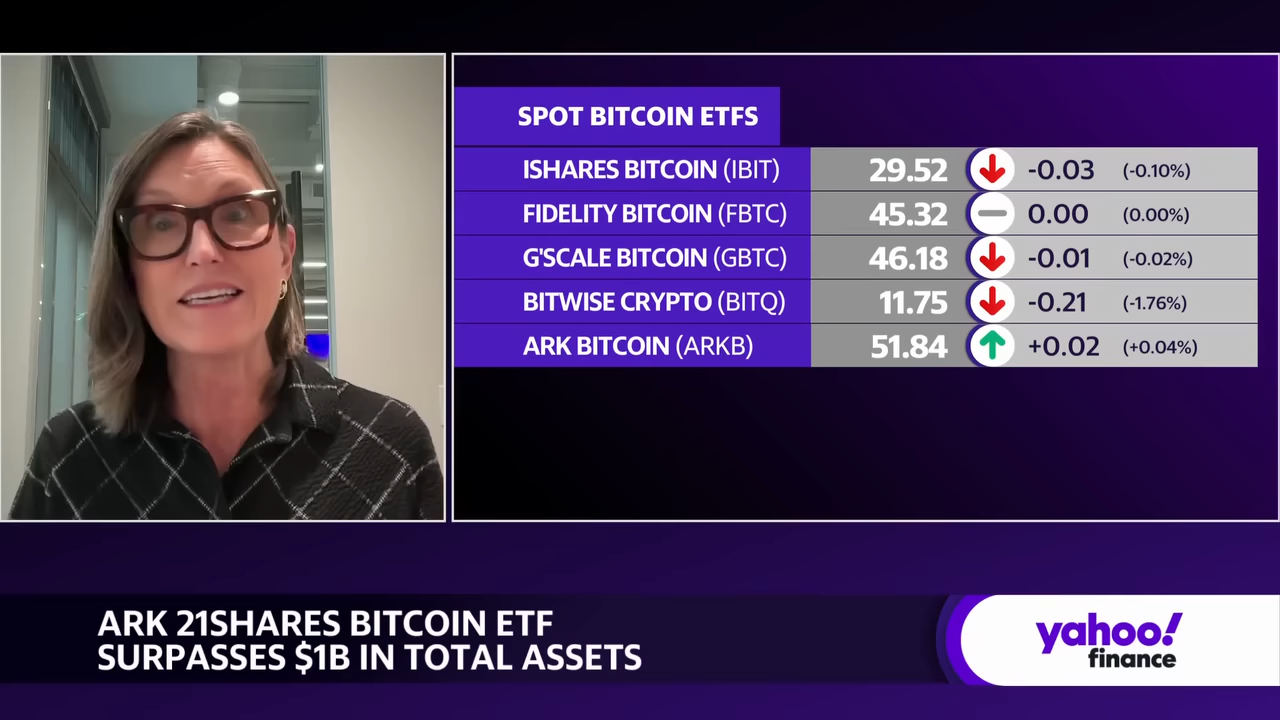 SPOT BITCOIN ETFS
ISHARES BITCOIN (IBIT) 29.52 -0.03 (-0.10%)
FIDELITY BITCOIN (FBTC) 45.32 0.00 (0.00%)
G'SCALE BITCOIN (GBTC) 46.18 -0.01 (-0.02%)
BITWISE CRYPTO (BITQ) 11.75 -0.21 (-1.76%)
ARK BITCOIN (ARKB) 51.84 +0.02 (+0.04%)
ARK 21SHARES BITCOIN ETF
SURPASSES $1B IN TOTAL ASSETS
yahoo!
finance